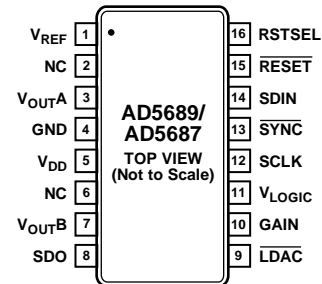 VREF 1
NC 2
VOUTA 3
GND 4
VDD 5
NC 6
VOUTB 7
SDO 8
AD5689/
AD5687
TOP VIEW
(Not to Scale)
16 RSTSEL
15 RESET
14 SDIN
13 SYNC
12 SCLK
11 VLOGIC
10 GAIN
9 LDAC